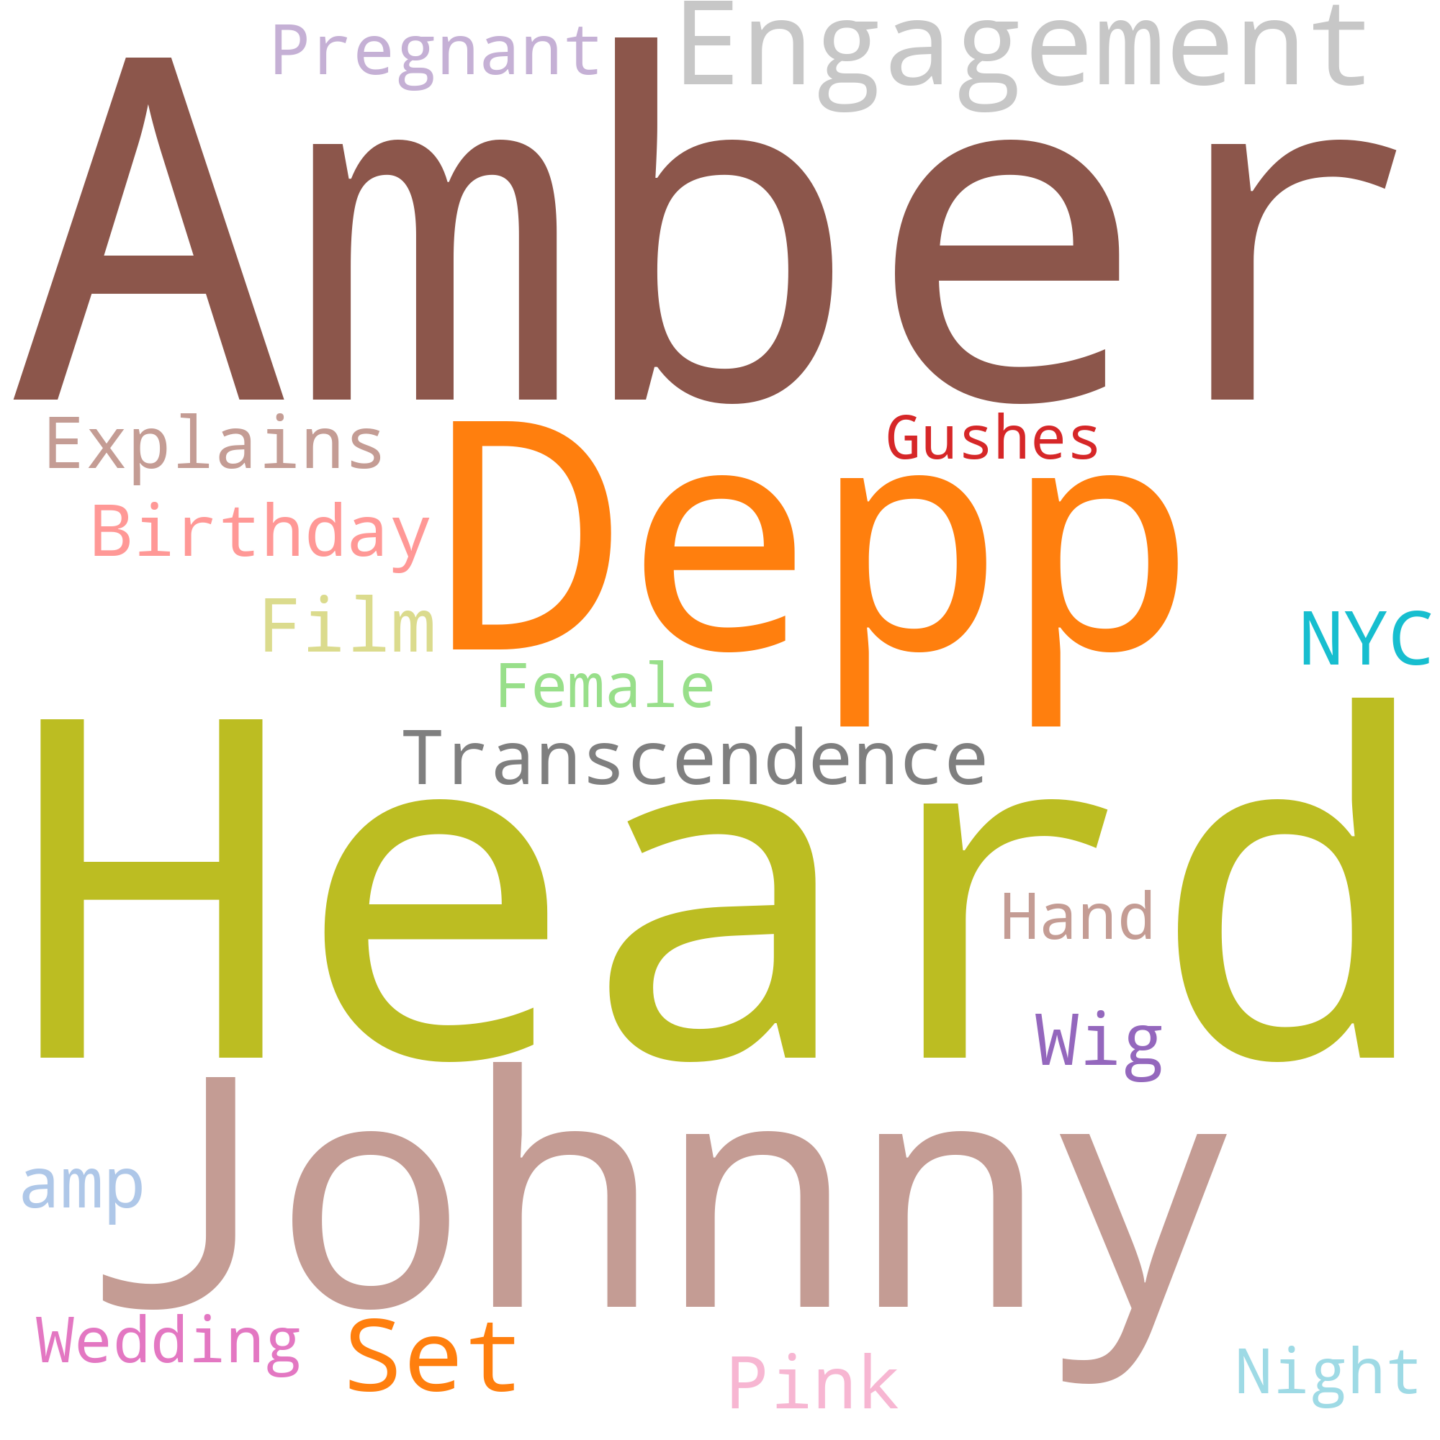 Pregnant
Engagement
Amber
Explains
Gushes
Depp
Birthday
Film
NYC
Female
Transcendence
Heard
Hand
Wig
Johnny
amp
Wedding
Set
Pink
Night